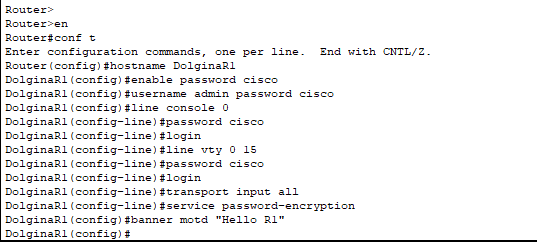 Router>
Router>en
Router#conf t
Enter configuration commands, one per line.  End with CNTL/Z.
Router(config)#hostname DolginaR1
DolginaR1(config)#enable password cisco
DolginaR1(config)#username admin password cisco
DolginaR1(config)#line console 0
DolginaR1(config-line)#password cisco
DolginaR1(config-line)#login
DolginaR1(config-line)#line vty 0 15
DolginaR1(config-line)#password cisco
DolginaR1(config-line)#login
DolginaR1(config-line)#transport input all
DolginaR1(config-line)#service password-encryption
DolginaR1(config)#banner motd "Hello R1"
DolginaR1(config)#